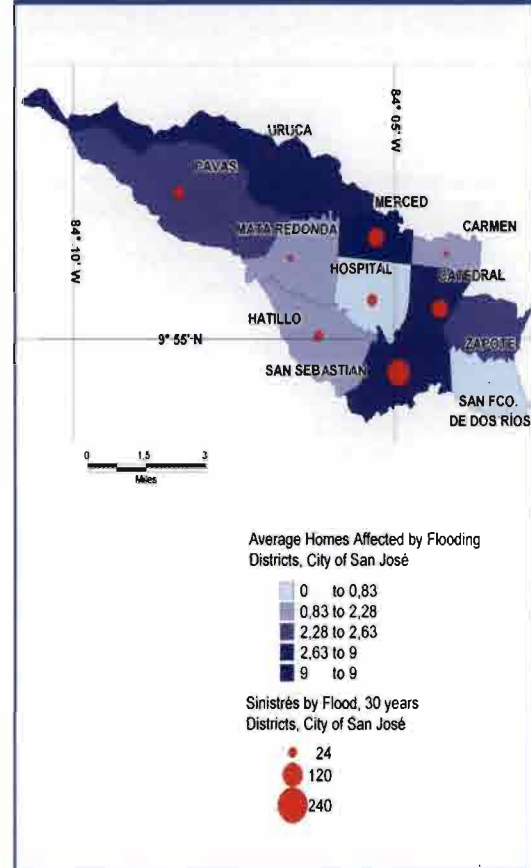 84° 05' W
URUCA
PAVAS
MERCED
CARMEN
MATA REDONDA
84° 10' W
HOSPITAL
CATEDRAL
HATILLO
9° 55' N
ZAPOTE
SAN SEBASTIAN
SAN FCO.
DE DOS RÍOS
0 1,5 3
Miles
Average Homes Affected by Flooding
Districts, City of San José
0 to 0,83
0,83 to 2,28
2,28 to 2,63
2,63 to 9
9 to 9
Sinistrés by Flood, 30 years
Districts, City of San José
24
120
240